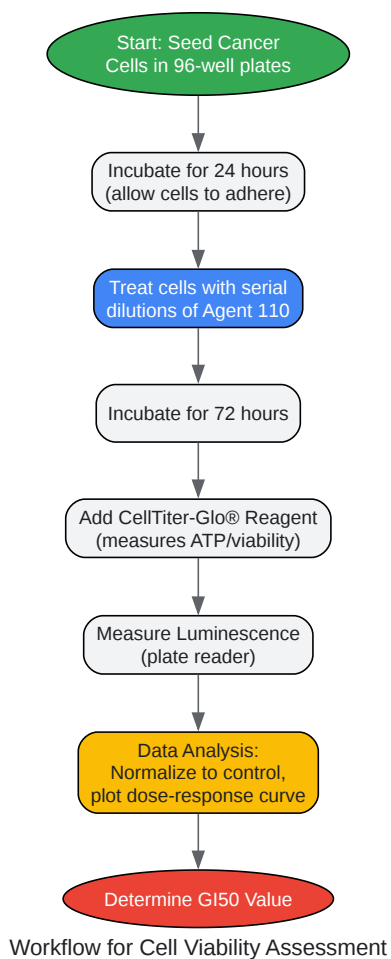 Start: Seed Cancer
Cells in 96-well plates
Incubate for 24 hours
(allow cells to adhere)
Treat cells with serial
dilutions of Agent 110
Incubate for 72 hours
Add CellTiter-Glo® Reagent
(measures ATP/viability)
Measure Luminescence
(plate reader)
Data Analysis:
Normalize to control,
plot dose-response curve
Determine GI50 Value
Workflow for Cell Viability Assessment